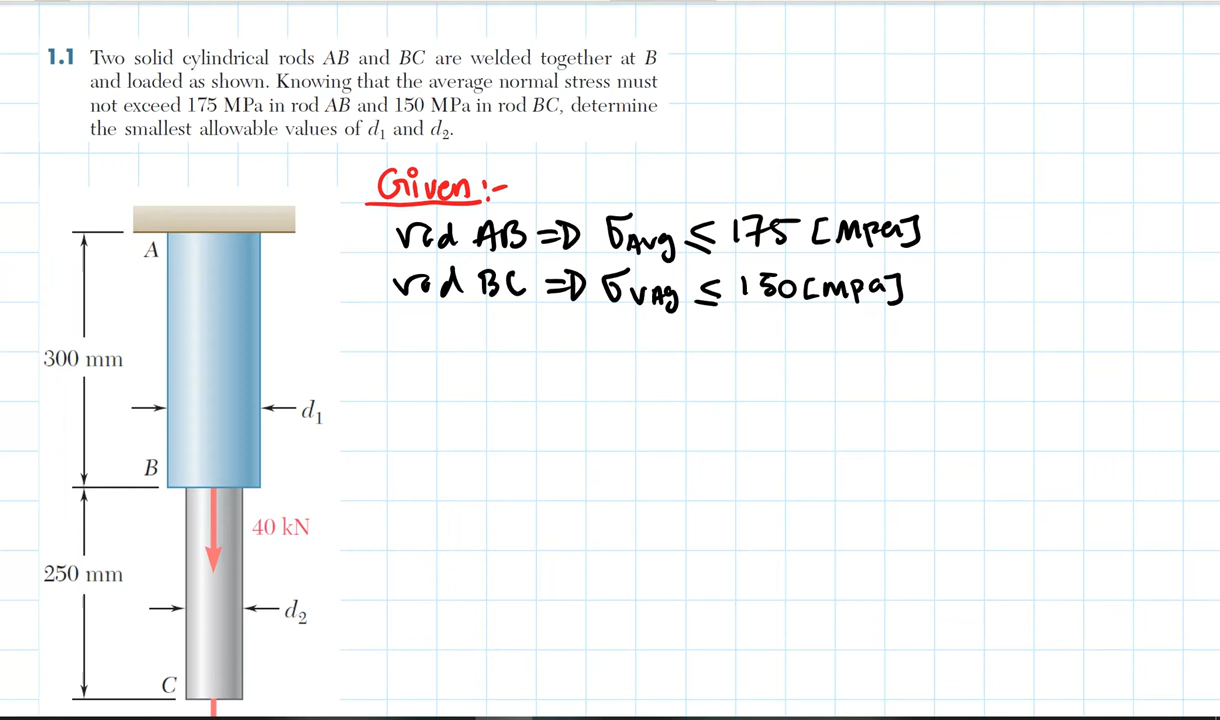 1.1 Two solid cylindrical rods AB and BC are welded together at B
and loaded as shown. Knowing that the average normal stress must
not exceed 175 MPa in rod AB and 150 MPa in rod BC, determine
the smallest allowable values of d₁ and d₂.
Given:-
rod AB => σAvg ≤ 175 [Mpa]
rod BC => σVAg ≤ 150 [mpa]
A
300 mm
d₁
B
40 kN
250 mm
d₂
C